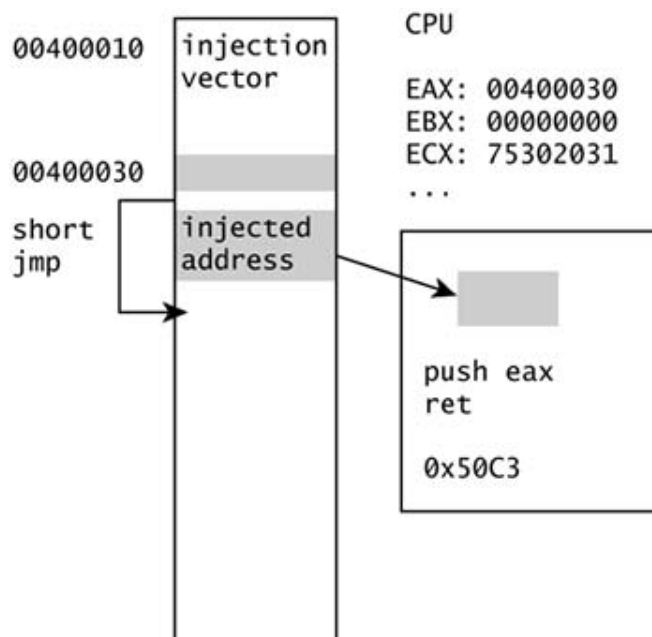 00400010
injection
vector
00400030
short
jmp
injected
address
CPU
EAX: 00400030
EBX: 00000000
ECX: 75302031
...
push eax
ret
0x50C3